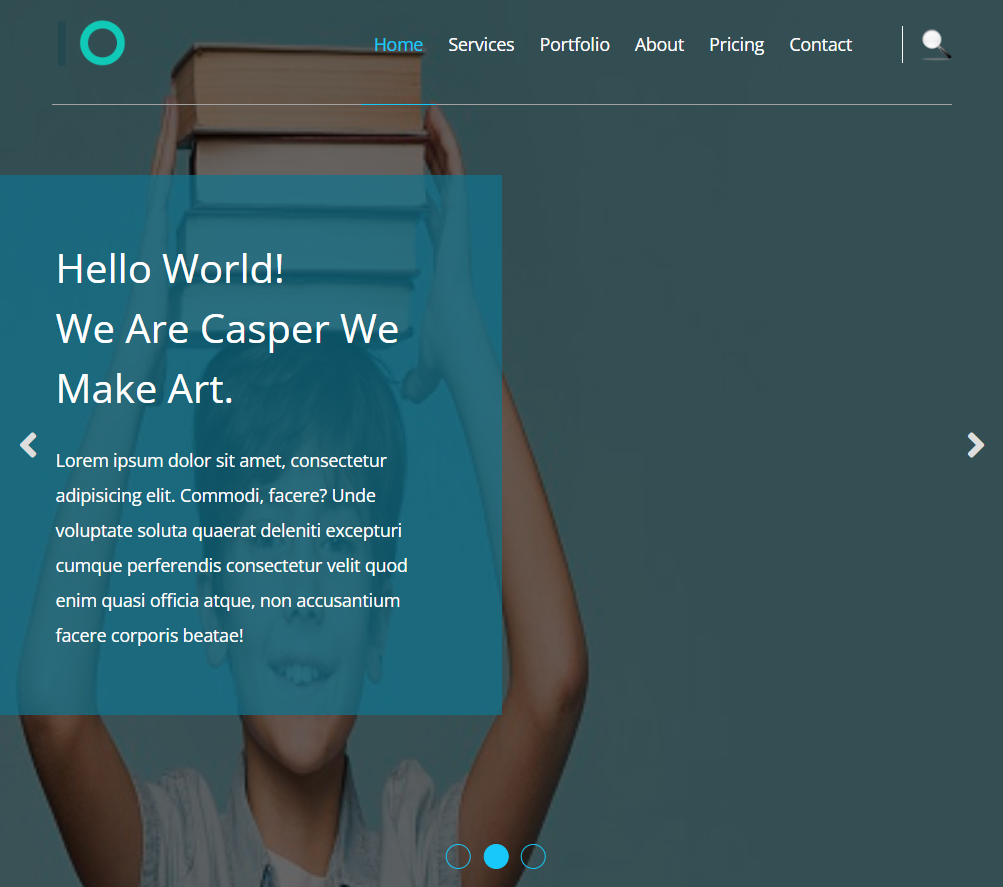 Home Services Portfolio About Pricing Contact
Hello World!
We Are Casper We
Make Art.
Lorem ipsum dolor sit amet, consectetur
adipisicing elit. Commodi, facere? Unde
voluptate soluta quaerat deleniti excepturi
cumque perferendis consectetur velit quod
enim quasi officia atque, non accusantium
facere corporis beatae!